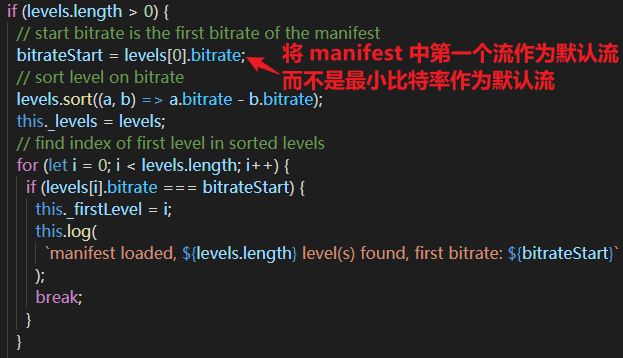 if (levels.length > 0) {
// start bitrate is the first bitrate of the manifest
bitrateStart = levels[0].bitrate;
将 manifest 中第一个流作为默认流
而不是最小比特率作为默认流
// sort level on bitrate
levels.sort((a, b) => a.bitrate - b.bitrate);
this._levels = levels;
// find index of first level in sorted levels
for (let i = 0; i < levels.length; i++) {
if (levels[i].bitrate === bitrateStart) {
this._firstLevel = i;
this.log(
`manifest loaded, ${levels.length} level(s) found, first bitrate: ${bitrateStart}`
);
break;
}
}